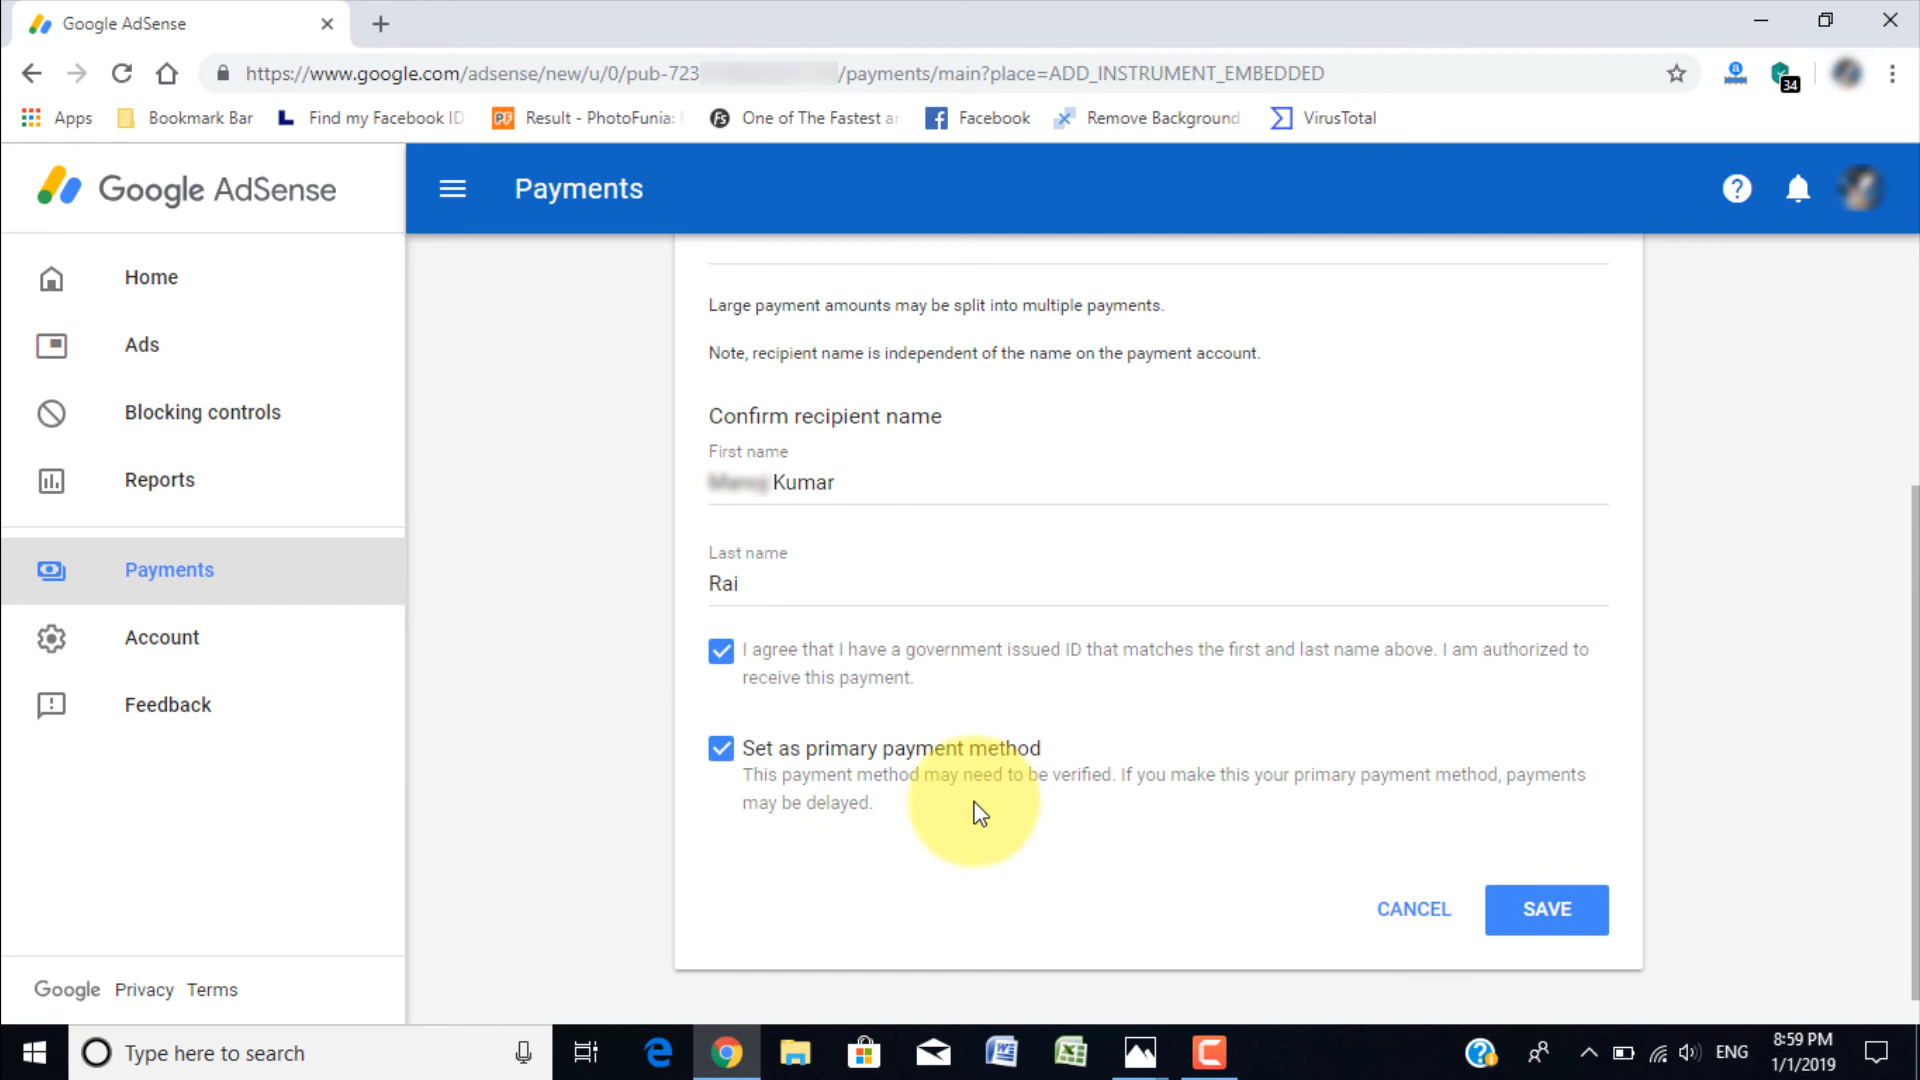 Google AdSense
https://www.google.com/adsense/new/u/0/pub-723 /payments/main?place=ADD_INSTRUMENT_EMBEDDED
34
Apps Bookmark Bar Find my Facebook ID Result - PhotoFunia: One of The Fastest Facebook Remove Background VirusTotal
Google AdSense
Payments
Home
Ads
Blocking controls
Reports
Payments
Account
Feedback
Google Privacy Terms
Large payment amounts may be split into multiple payments.
Note, recipient name is independent of the name on the payment account.
Confirm recipient name
First name
Kumar
Last name
Rai
I agree that I have a government issued ID that matches the first and last name above. I am authorized to
receive this payment.
Set as primary payment method
This payment method may need to be verified. If you make this your primary payment method, payments
may be delayed.
CANCEL SAVE
Type here to search
ENG
8:59 PM
1/1/2019